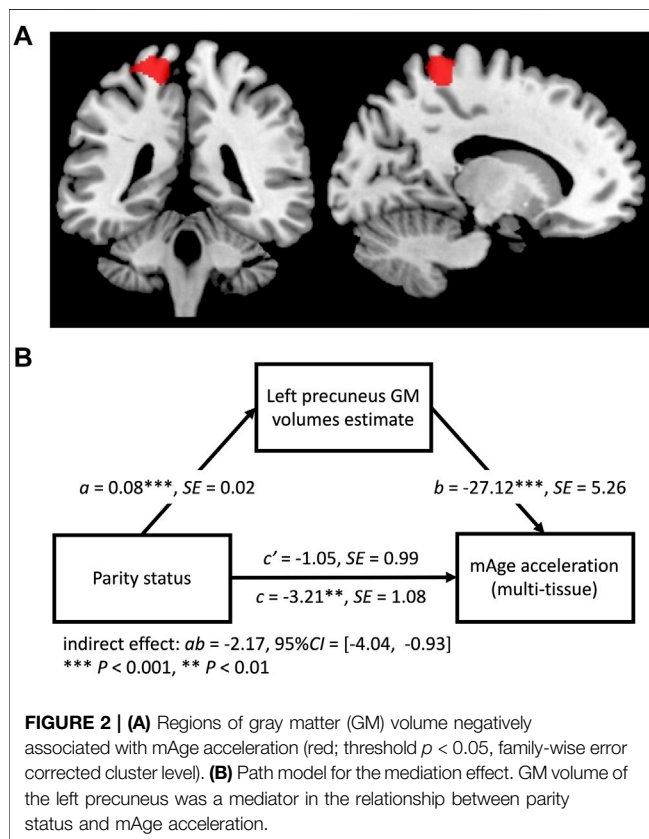 A
B
Left precuneus GM
volumes estimate
a = 0.08***, SE = 0.02
b = -27.12***, SE = 5.26
Parity status
c’ = -1.05, SE = 0.99
c = -3.21**, SE = 1.08
mAge acceleration
(multi-tissue)
indirect effect: ab = -2.17, 95%CI = [-4.04, -0.93]
*** P < 0.001, ** P < 0.01
FIGURE 2 | (A) Regions of gray matter (GM) volume negatively
associated with mAge acceleration (red; threshold p < 0.05, family-wise error
corrected cluster level). (B) Path model for the mediation effect. GM volume of
the left precuneus was a mediator in the relationship between parity
status and mAge acceleration.